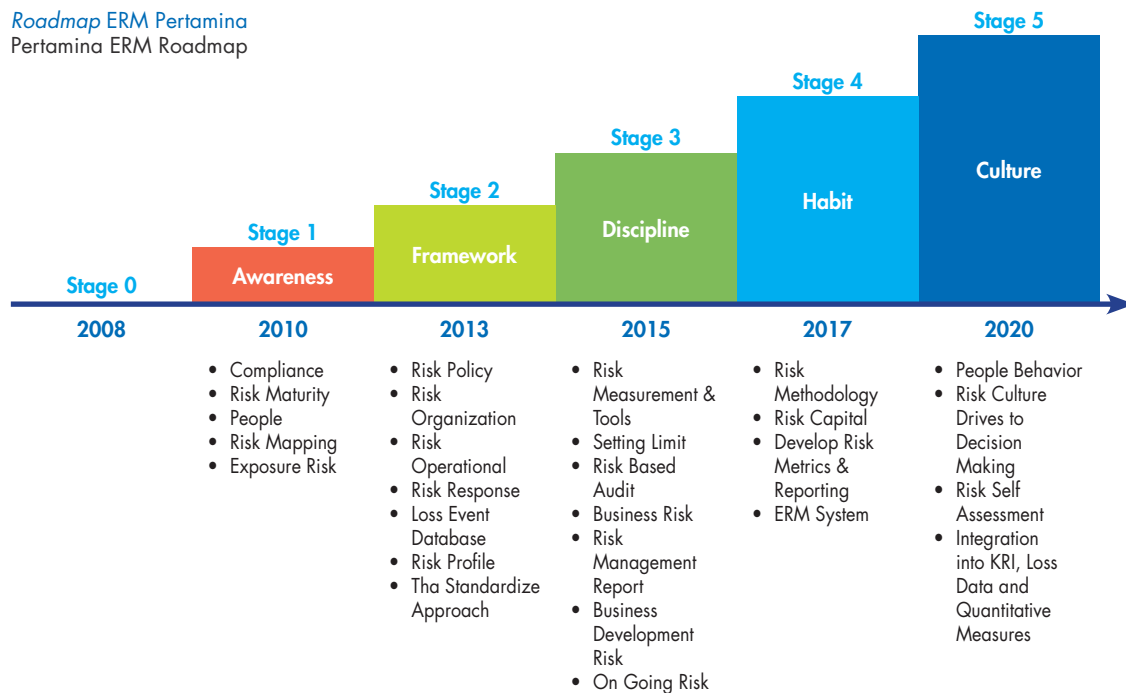 Roadmap ERM Pertamina
Pertamina ERM Roadmap
Stage 0
2008
Stage 1
Awareness
2010
• Compliance
• Risk Maturity
• People
• Risk Mapping
• Exposure Risk
Stage 2
Framework
2013
• Risk Policy
• Risk
Organization
• Risk
Operational
• Risk Response
• Loss Event
Database
• Risk Profile
• Tha Standardize
Approach
Stage 3
Discipline
2015
• Risk
Measurement &
Tools
• Setting Limit
• Risk Based
Audit
• Business Risk
• Risk
Management
Report
• Business
Development
Risk
• On Going Risk
Stage 4
Habit
2017
• Risk
Methodology
• Risk Capital
• Develop Risk
Metrics &
Reporting
• ERM System
Stage 5
Culture
2020
• People Behavior
• Risk Culture
Drives to
Decision
Making
• Risk Self
Assessment
• Integration
into KRI, Loss
Data and
Quantitative
Measures